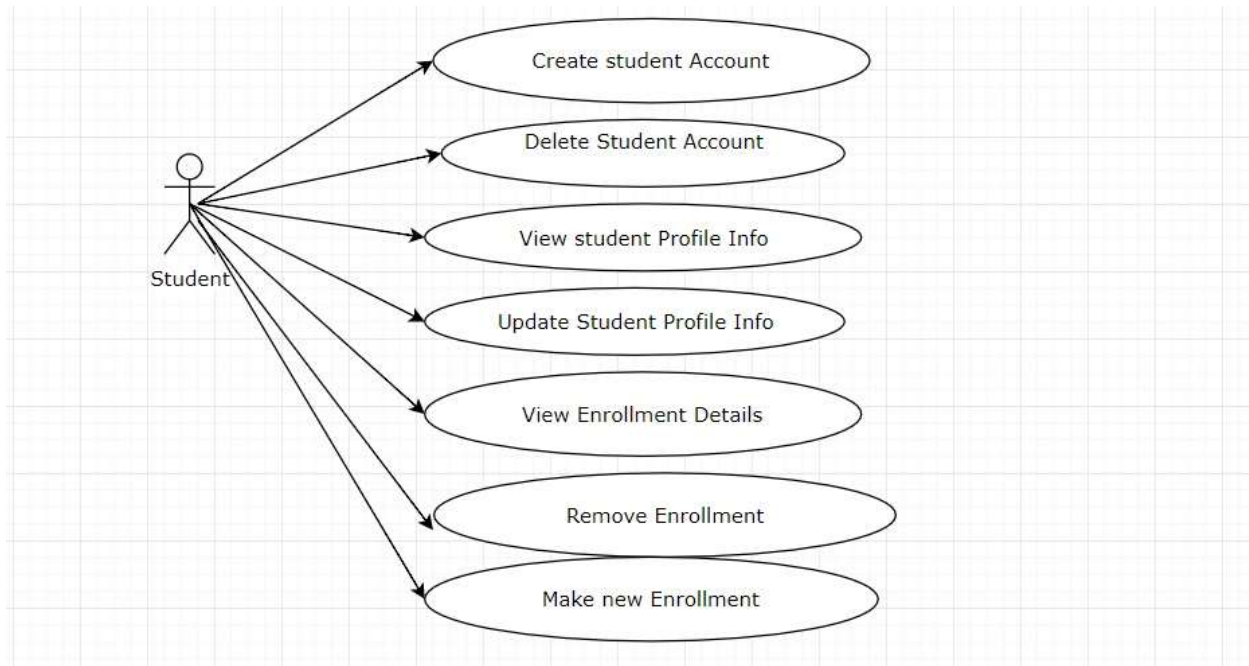 Create student Account
Delete Student Account
View student Profile Info
Student
Update Student Profile Info
View Enrollment Details
Remove Enrollment
Make new Enrollment